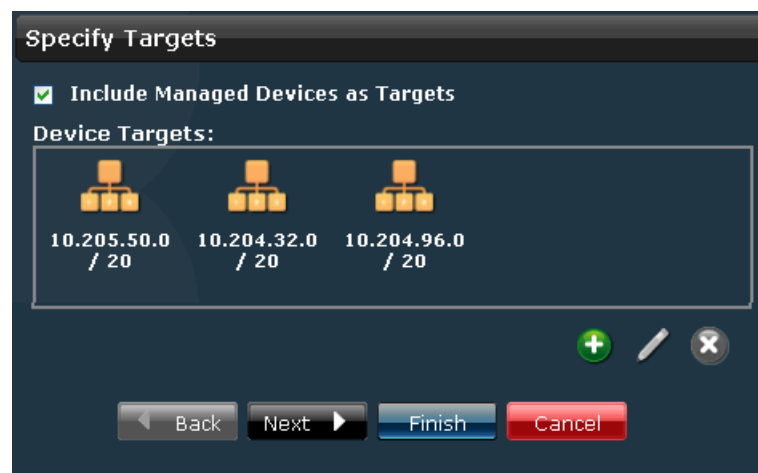 Specify Targets
Include Managed Devices as Targets
Device Targets:
10.205.50.0 10.204.32.0 10.204.96.0
/ 20 / 20 / 20
Back Next Finish Cancel